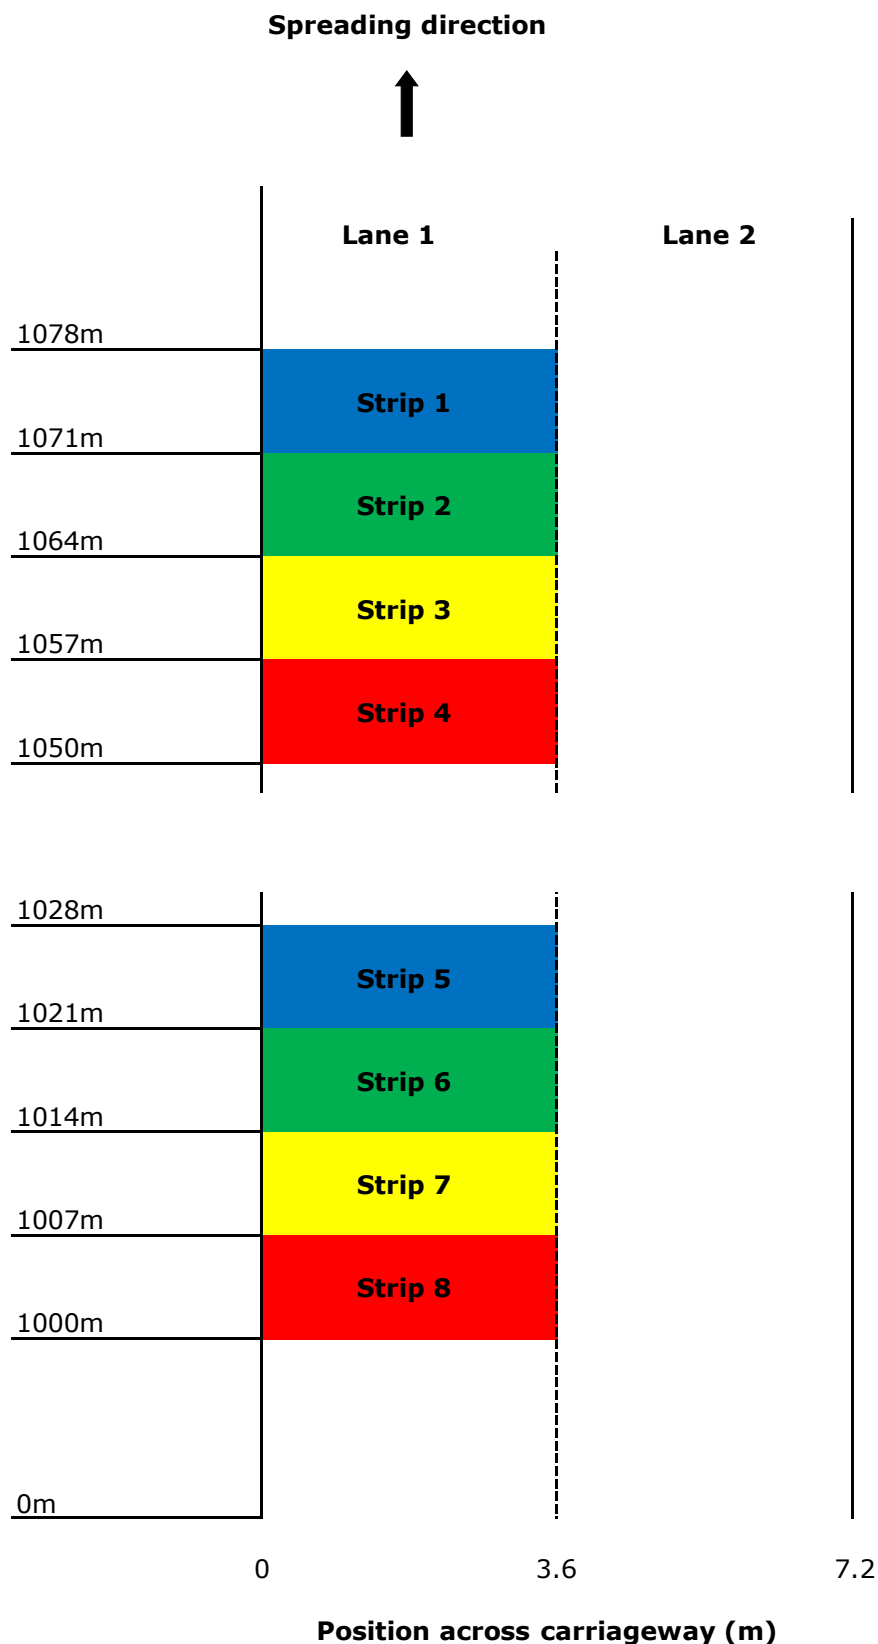 Spreading direction
Lane 1
Lane 2
1078m
Strip 1
1071m
Strip 2
1064m
Strip 3
1057m
Strip 4
1050m
1028m
Strip 5
1021m
Strip 6
1014m
Strip 7
1007m
Strip 8
1000m
0m
0 3.6 7.2
Position across carriageway (m)